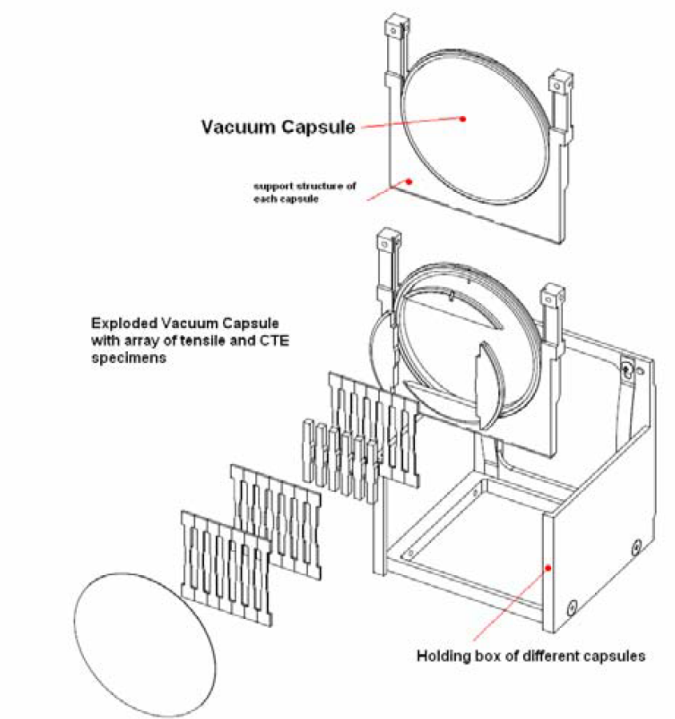 Vacuum Capsule
support structure of
each capsule
Exploded Vacuum Capsule
with array of tensile and CTE
specimens
Holding box of different capsules